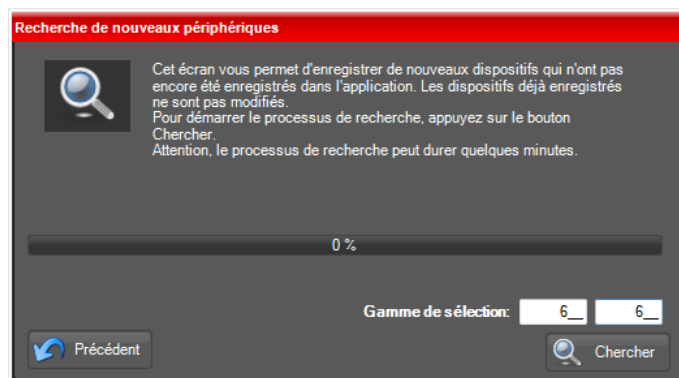 Recherche de nouveaux périphériques
Cet écran vous permet d'enregistrer de nouveaux dispositifs qui n'ont pas
encore été enregistrés dans l'application. Les dispositifs déjà enregistrés
ne sont pas modifiés.
Pour démarrer le processus de recherche, appuyez sur le bouton
Chercher.
Attention, le processus de recherche peut durer quelques minutes.
0 %
Gamme de sélection: 6__ 6__
Précédent Chercher